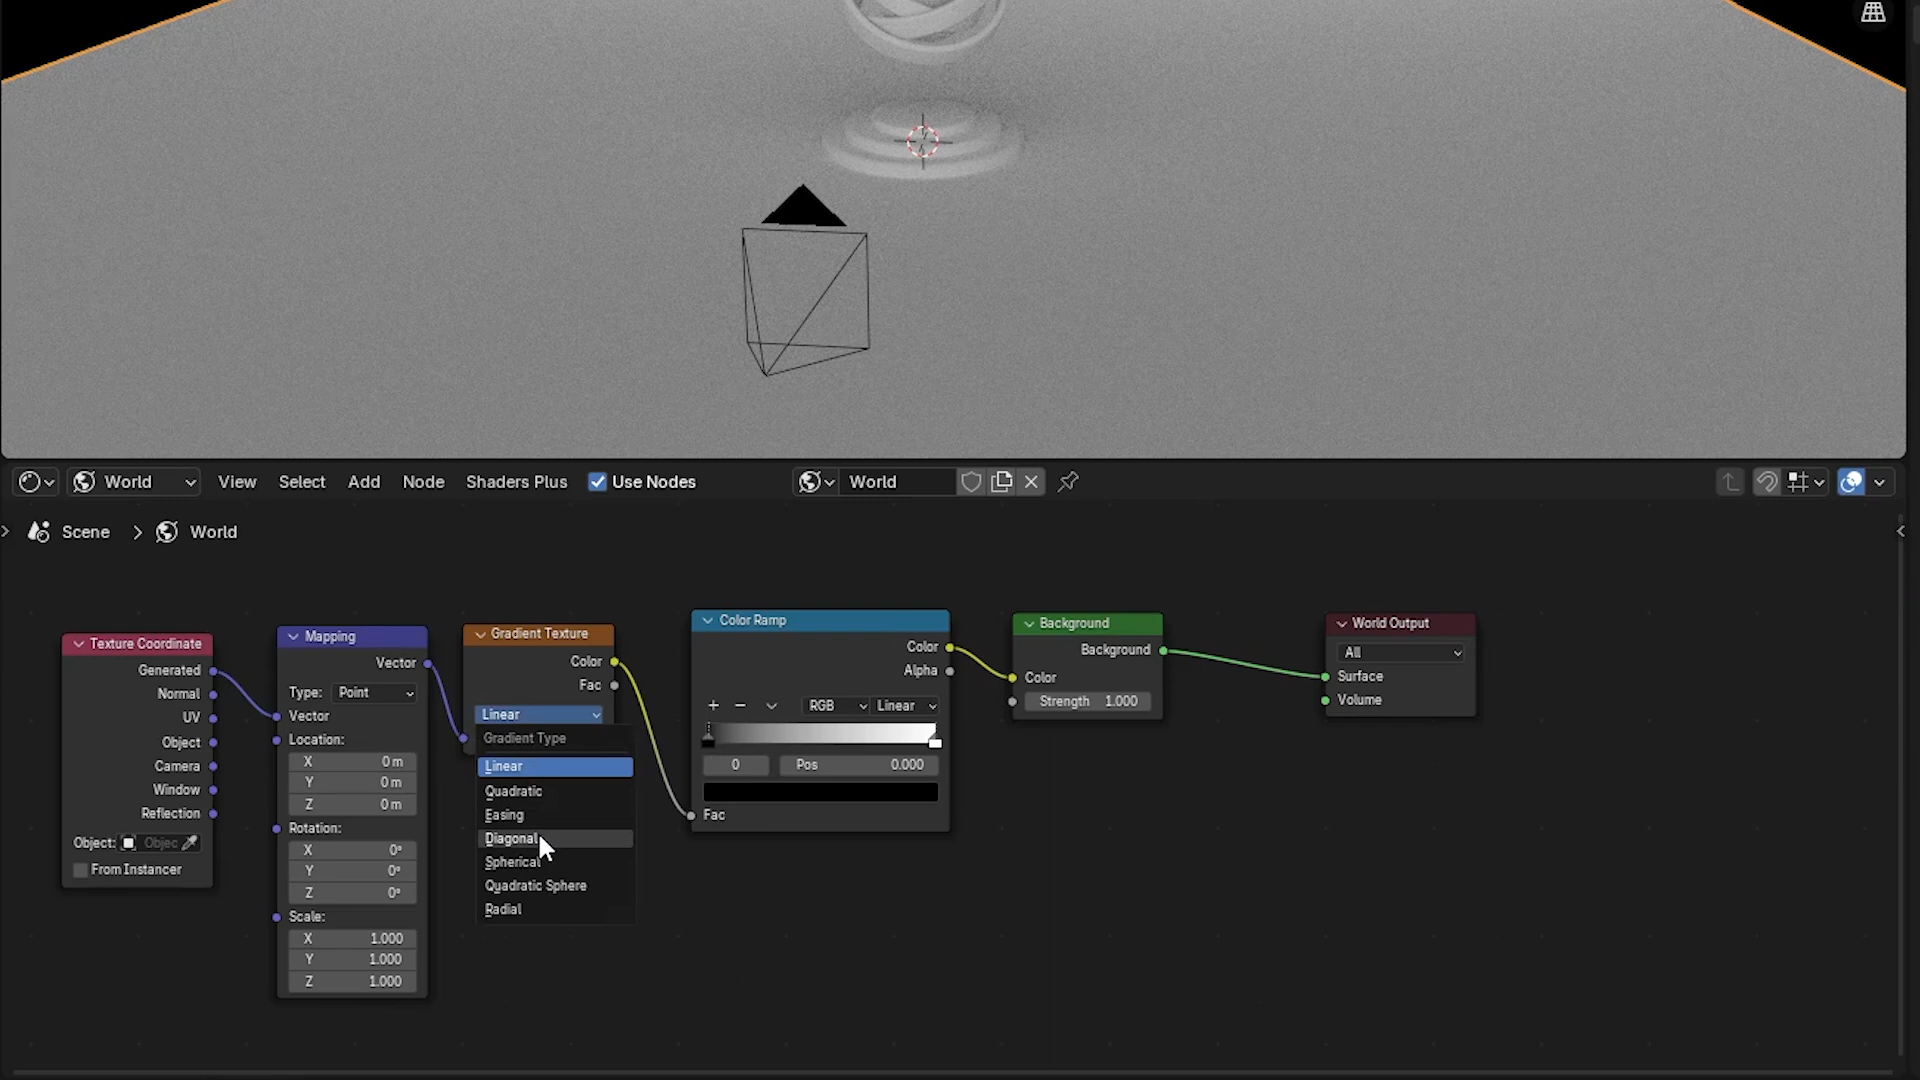 World View Select Add Node Shaders Plus Use Nodes World
Scene > World
Texture Coordinate
Generated
Normal
UV
Object
Camera
Window
Reflection
Object: Objec
From Instancer
Mapping
Vector
Type: Point
Vector
Location:
X 0 m
Y 0 m
Z 0 m
Rotation:
X 0°
Y 0°
Z 0°
Scale:
X 1.000
Y 1.000
Z 1.000
Gradient Texture
Color
Fac
Linear
Gradient Type
Linear
Quadratic
Easing
Diagonal
Spherical
Quadratic Sphere
Radial
Color Ramp
Color
Alpha
+ − RGB Linear
0 Pos 0.000
Fac
Background
Background
Color
Strength 1.000
World Output
All
Surface
Volume